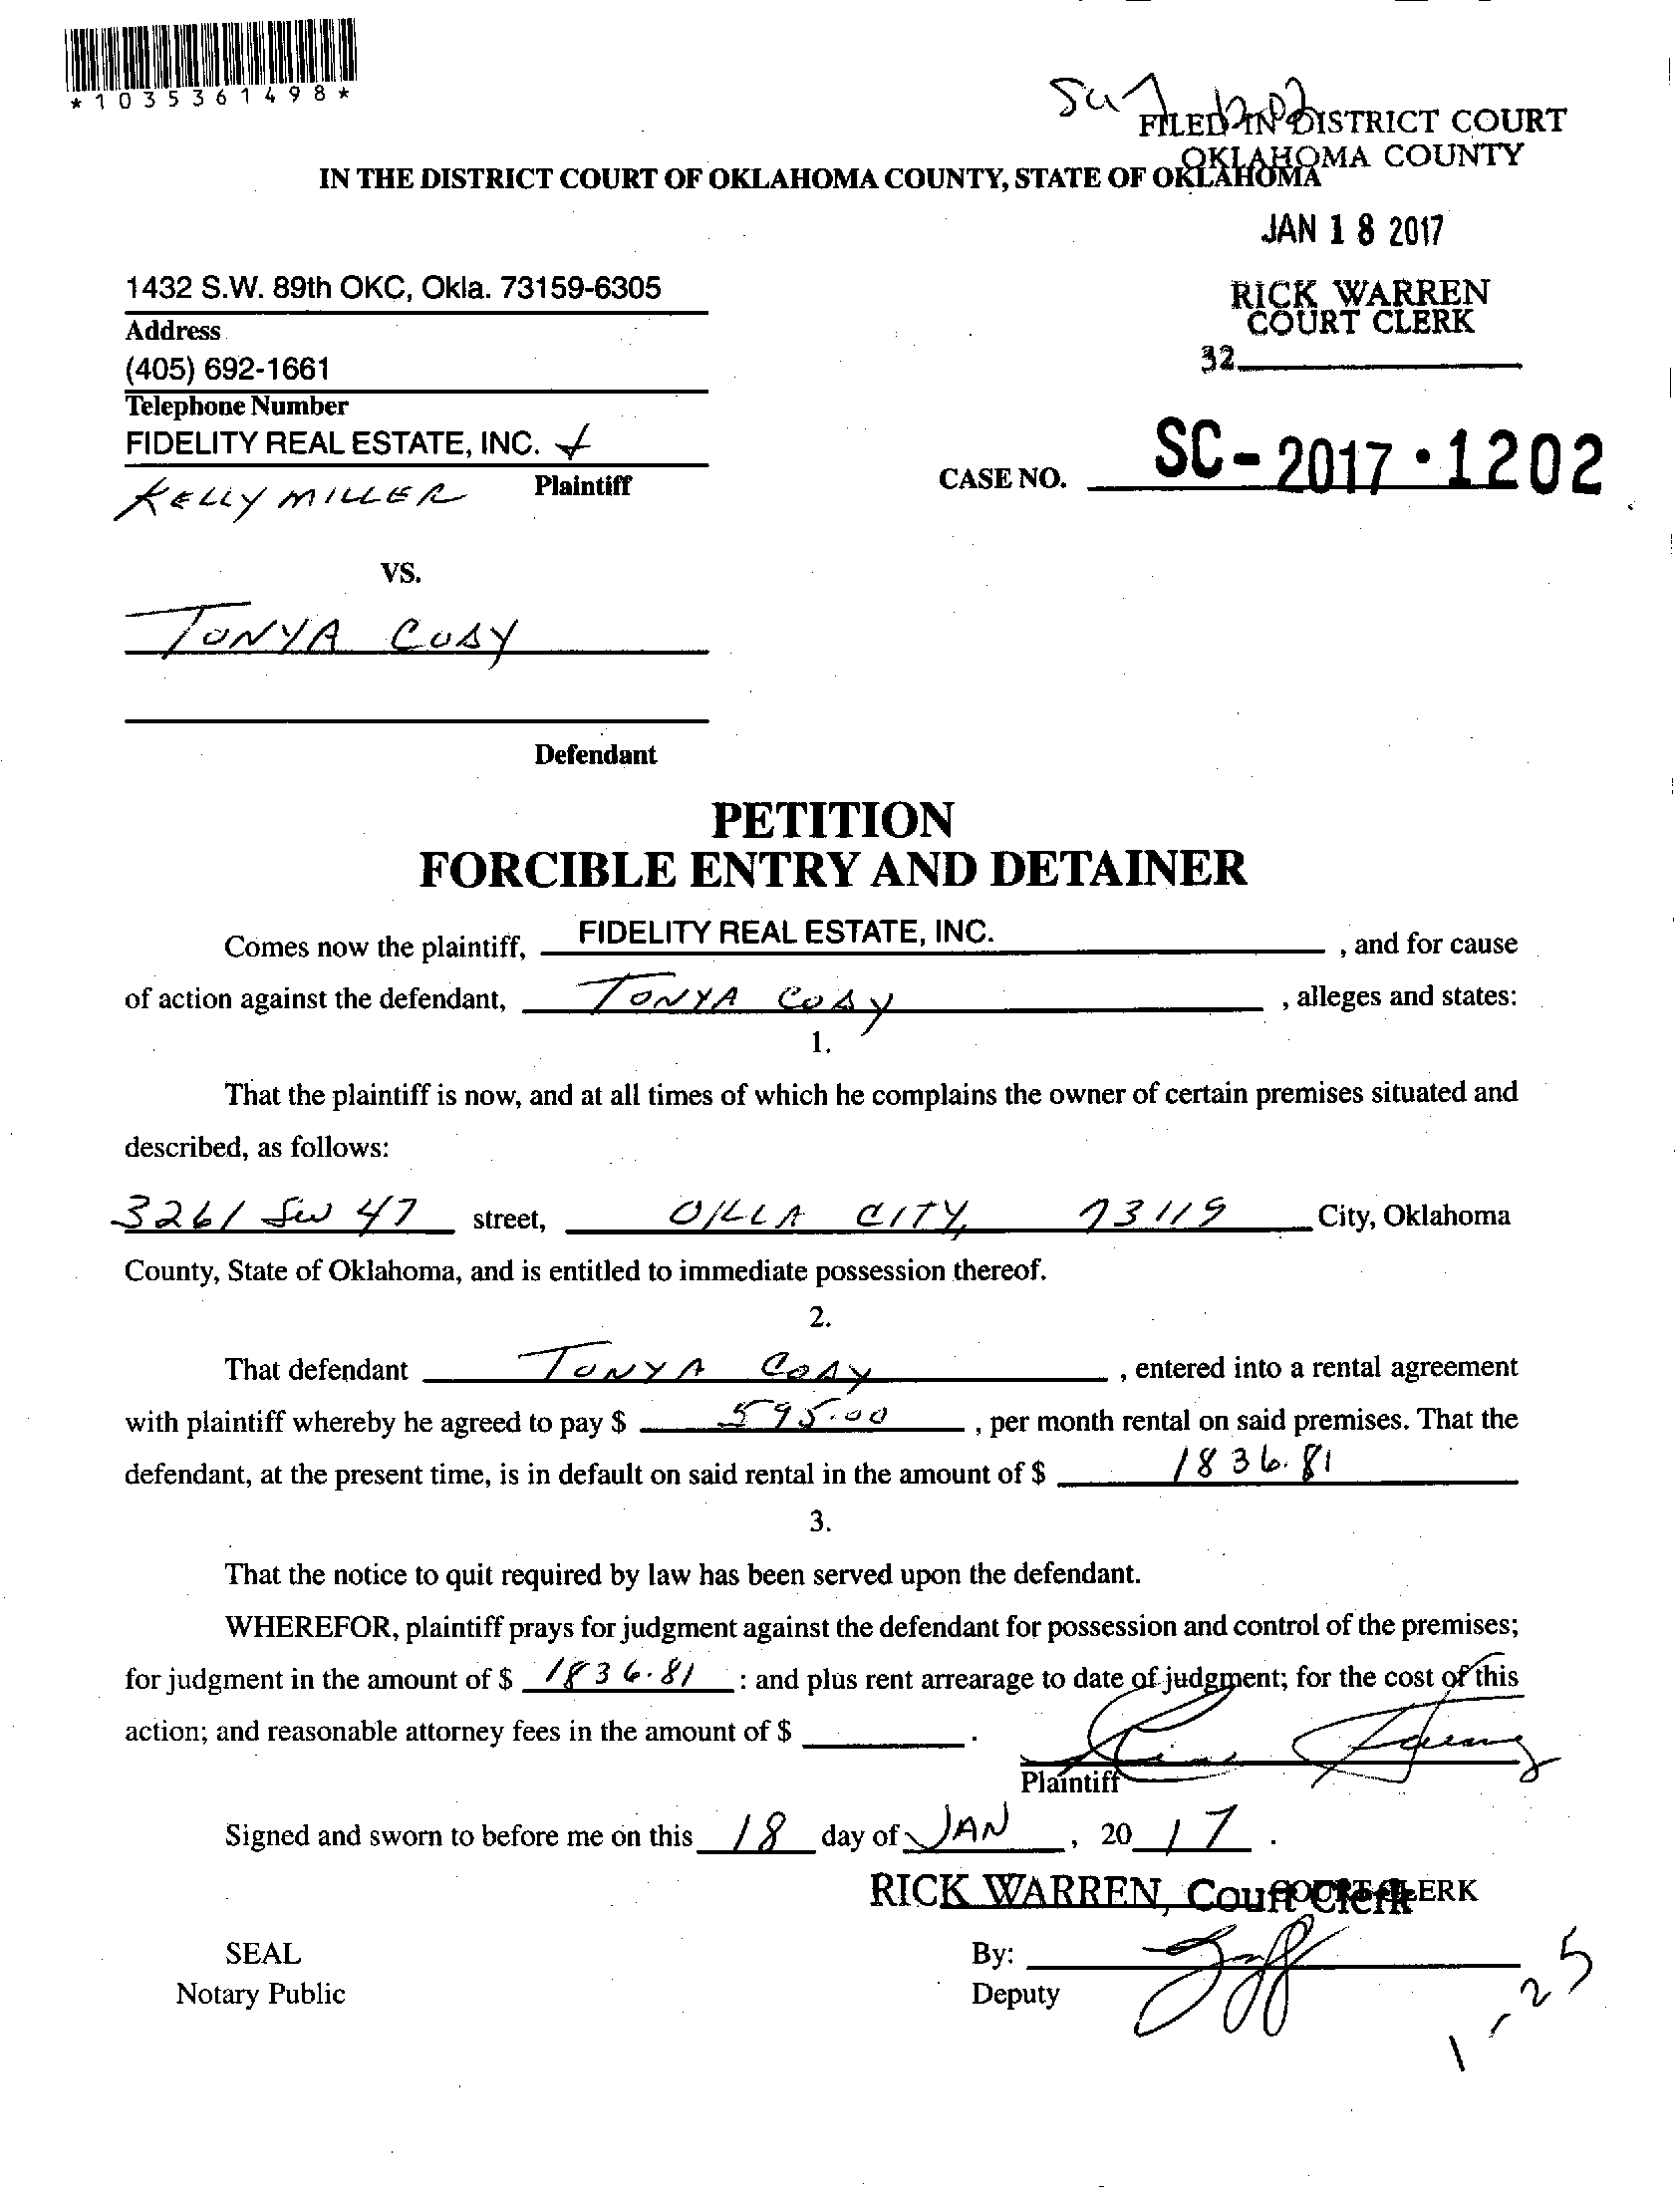 *1035361498*
FILED IN DISTRICT COURT
OKLAHOMA COUNTY
IN THE DISTRICT COURT OF OKLAHOMA COUNTY, STATE OF OKLAHOMA
JAN 18 2017
1432 S.W. 89th OKC, Okla. 73159-6305
RICK WARREN
COURT CLERK
Address
32
(405) 692-1661
Telephone Number
FIDELITY REAL ESTATE, INC.
KELLY MILLER Plaintiff
CASE NO. SC-2017-1202
VS.
TONYA
Defendant
PETITION
FORCIBLE ENTRY AND DETAINER
Comes now the plaintiff, FIDELITY REAL ESTATE, INC. , and for cause
of action against the defendant, TONYA , alleges and states:
1.
That the plaintiff is now, and at all times of which he complains the owner of certain premises situated and
described, as follows:
3261 SW 47 street, OKLA CITY, 73119 City, Oklahoma
County, State of Oklahoma, and is entitled to immediate possession thereof.
2.
That defendant TONYA , entered into a rental agreement
with plaintiff whereby he agreed to pay $ 595.00 , per month rental on said premises. That the
defendant, at the present time, is in default on said rental in the amount of $ 1836.81
3.
That the notice to quit required by law has been served upon the defendant.
WHEREFOR, plaintiff prays for judgment against the defendant for possession and control of the premises;
for judgment in the amount of $ 1836.81 : and plus rent arrearage to date of judgment; for the cost of this
action; and reasonable attorney fees in the amount of $ .
Plaintiff
Signed and sworn to before me on this 18 day of JAN , 20 17 .
RICK WARREN, Court Clerk COURT CLERK
SEAL
By:
Notary Public
Deputy
1-25